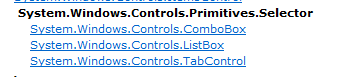 System.Windows.Controls.Primitives.Selector
System.Windows.Controls.ComboBox
System.Windows.Controls.ListBox
System.Windows.Controls.TabControl